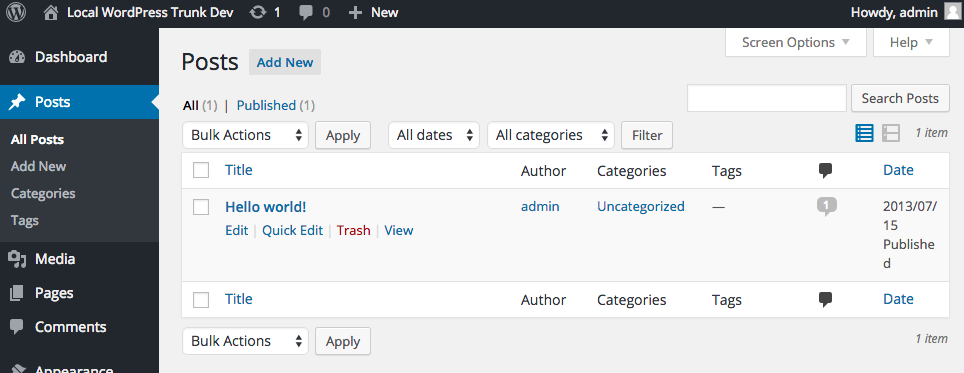 Local WordPress Trunk Dev 1 0 New Howdy, admin
Dashboard
Posts
All Posts
Add New
Categories
Tags
Media
Pages
Comments
Appearance
Screen Options Help
Posts Add New
All (1) | Published (1)
Search Posts
Bulk Actions Apply All dates All categories Filter 1 item
Title Author Categories Tags Date
Hello world! admin Uncategorized — 1 2013/07/
15
Publishe
d
Edit | Quick Edit | Trash | View
Title Author Categories Tags Date
Bulk Actions Apply 1 item